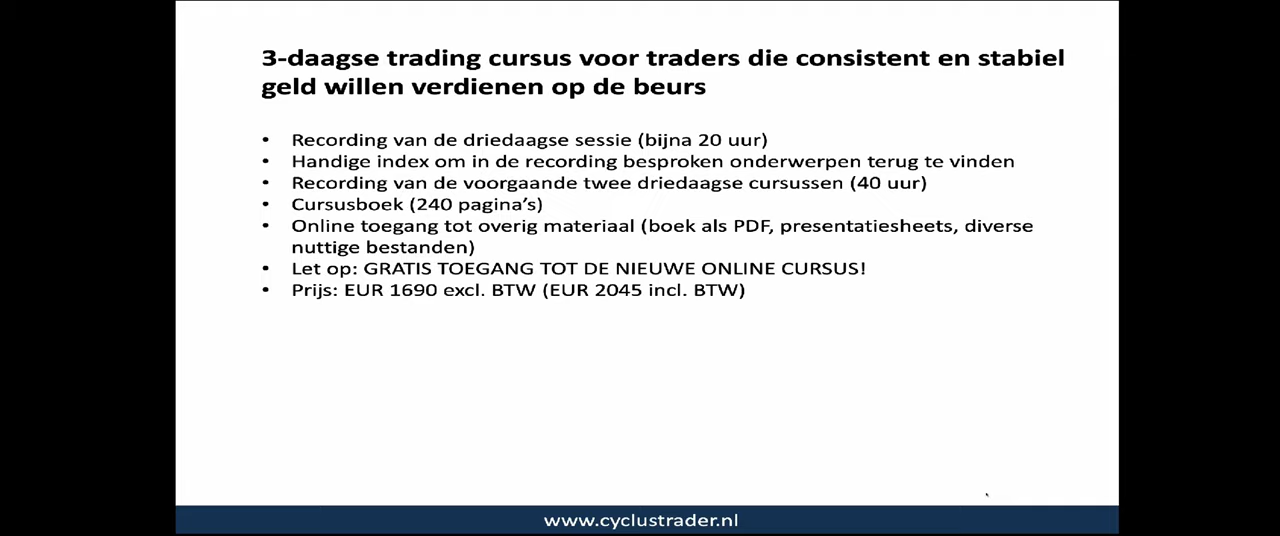 3-daagse trading cursus voor traders die consistent en stabiel
geld willen verdienen op de beurs
• Recording van de driedaagse sessie (bijna 20 uur)
• Handige index om in de recording besproken onderwerpen terug te vinden
• Recording van de voorgaande twee driedaagse cursussen (40 uur)
• Cursusboek (240 pagina's)
• Online toegang tot overig materiaal (boek als PDF, presentatiesheets, diverse
nuttige bestanden)
• Let op: GRATIS TOEGANG TOT DE NIEUWE ONLINE CURSUS!
• Prijs: EUR 1690 excl. BTW (EUR 2045 incl. BTW)
www.cyclustrader.nl